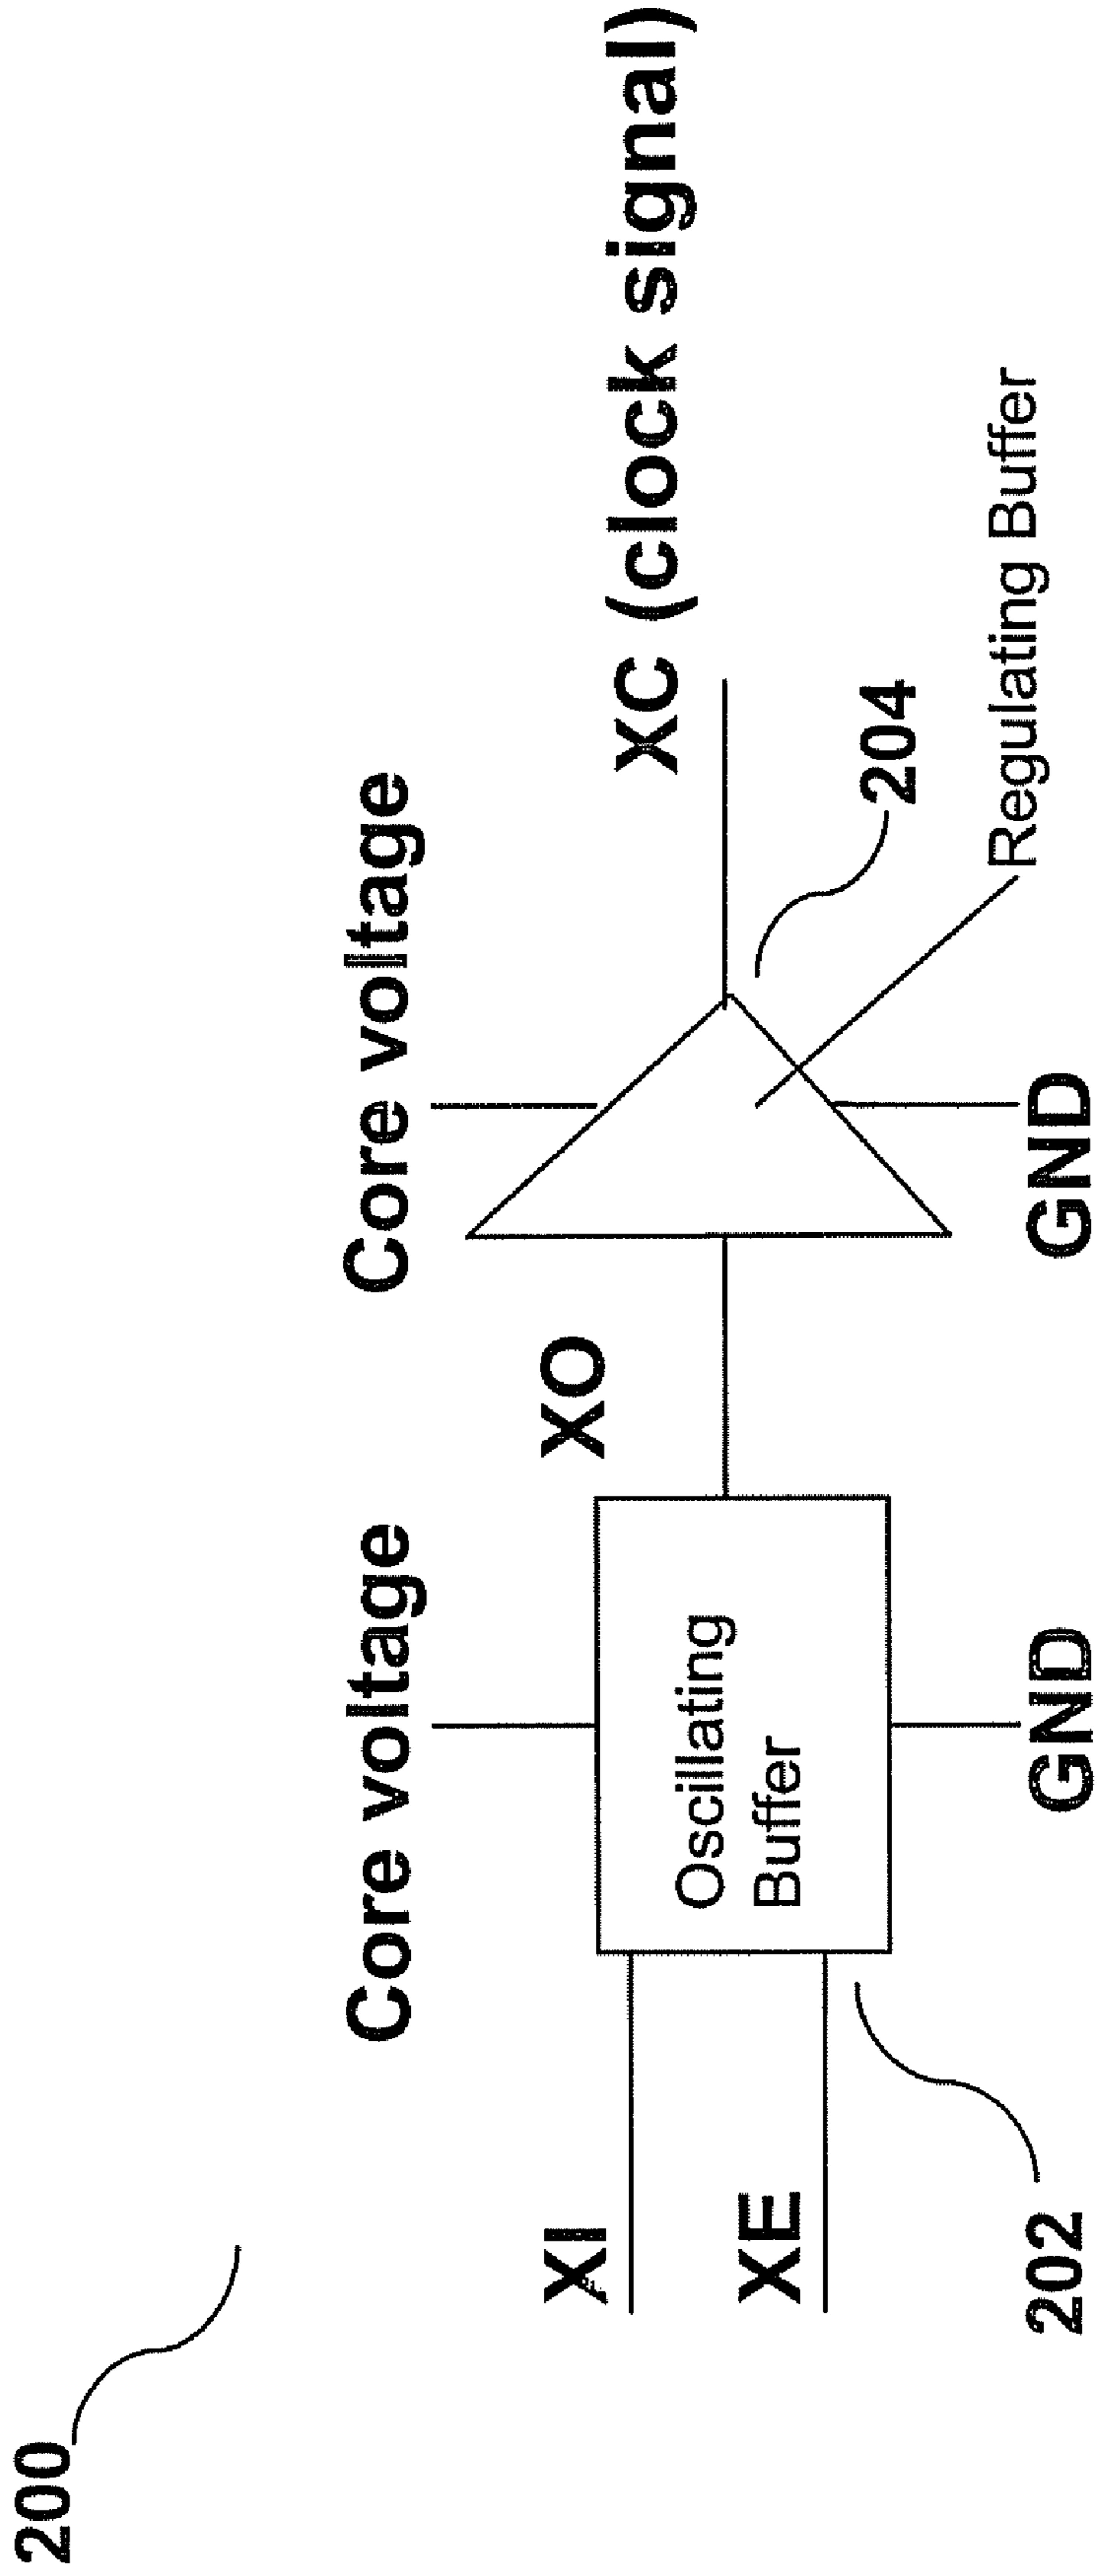 200
Core voltage
Core voltage
XI
XO
XC (clock signal)
Oscillating
Buffer
XE
204
202
GND
GND
Regulating Buffer